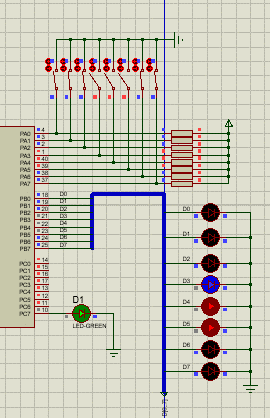 PA0 4
PA1 3
PA2 2
PA3 1
PA4 40
PA5 39
PA6 38
PA7 37
PB0 18 D0
PB1 19 D1
PB2 20 D2
PB3 21 D3
PB4 22 D4
PB5 23 D5
PB6 24 D6
PB7 25 D7
PC0 14
PC1 15
PC2 16
PC3 17
PC4 13
PC5 12
PC6 11
PC7 10
D1
LED-GREEN
D0
D1
D2
D3
D4
D5
D6
D7